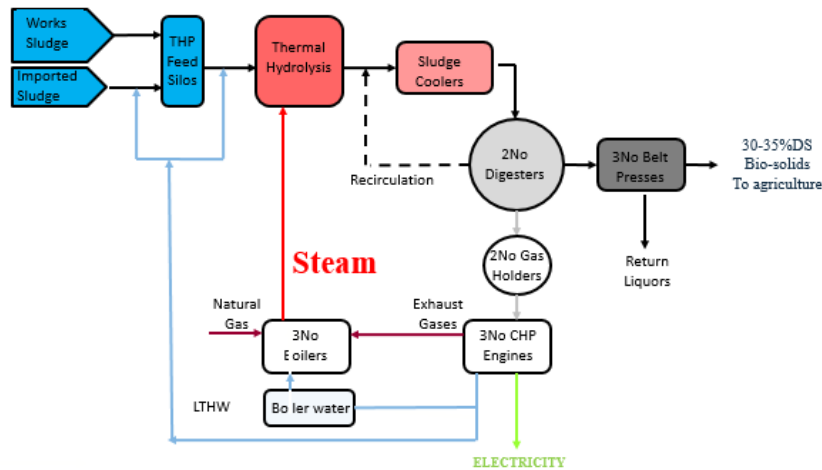 Works
Sludge
Imported
Sludge
THP
Feed
Silos
Thermal
Hydrolysis
Sludge
Coolers
2No
Digesters
3No Belt
Presses
30-35%DS
Bio-solids
To agriculture
Recirculation
Steam
2No Gas
Holders
Return
Liquors
Natural
Gas
3No
Boilers
Exhaust
Gases
3No CHP
Engines
LTHW
Boiler water
ELECTRICITY